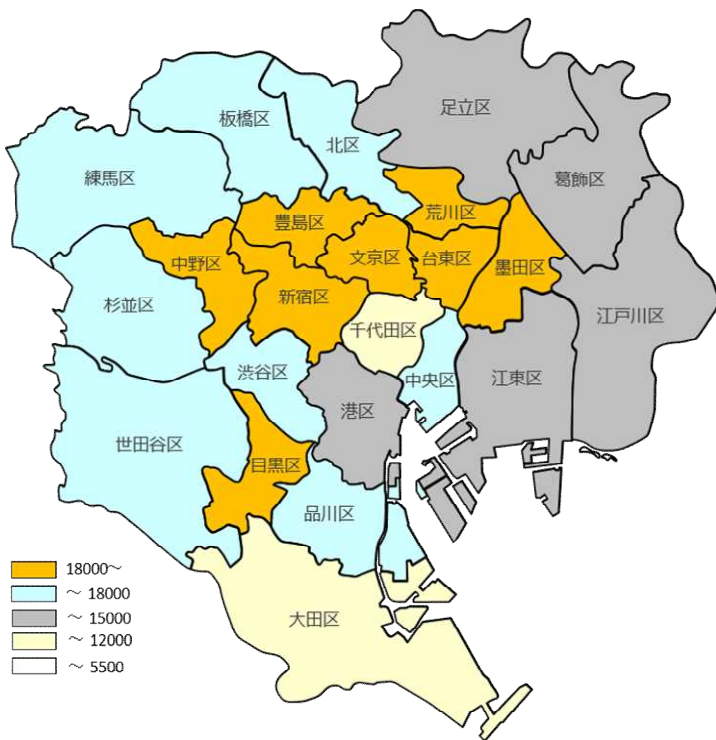 足立区
板橋区
北区
葛飾区
練馬区
荒川区
豊島区
文京区
台東区
墨田区
中野区
新宿区
杉並区
江戸川区
千代田区
渋谷区
中央区
江東区
港区
世田谷区
目黒区
品川区
大田区
18000～
～ 18000
～ 15000
～ 12000
～ 5500